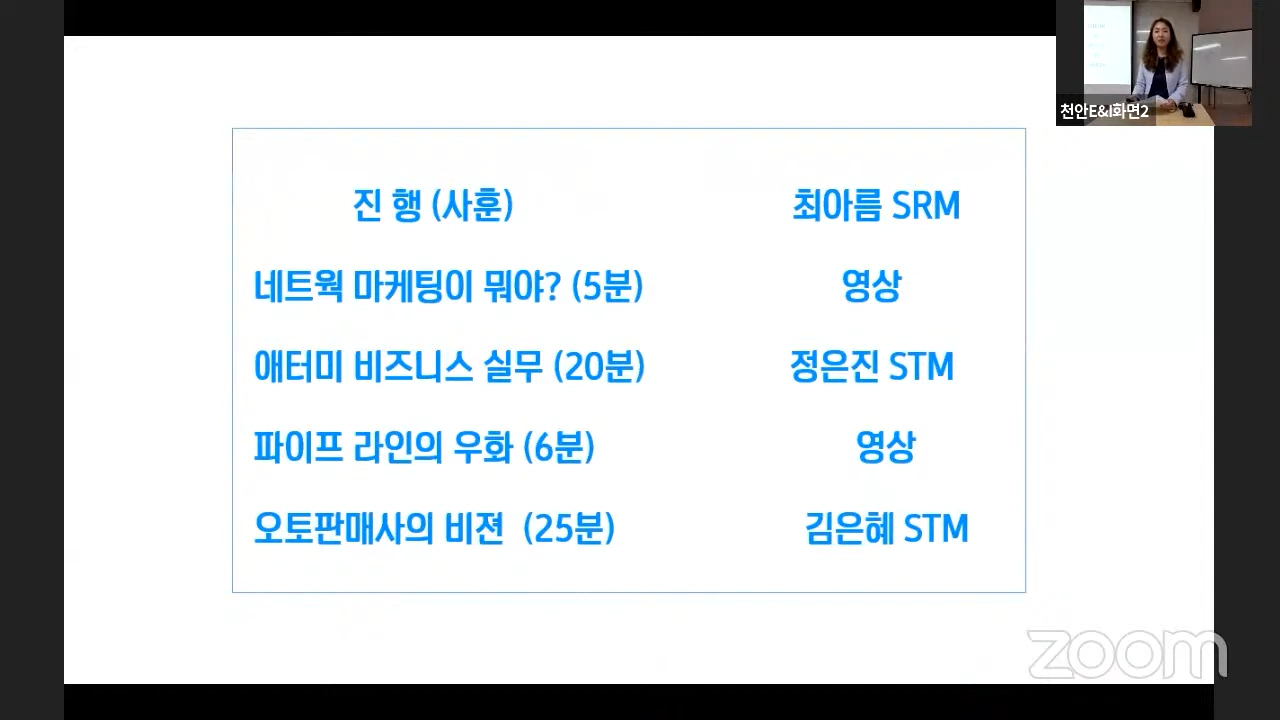 천안E&I화면2
진 행 (사훈) 최아름 SRM
네트웍 마케팅이 뭐야? (5분) 영상
애터미 비즈니스 실무 (20분) 정은진 STM
파이프 라인의 우화 (6분) 영상
오토판매사의 비젼 (25분) 김은혜 STM
zoom